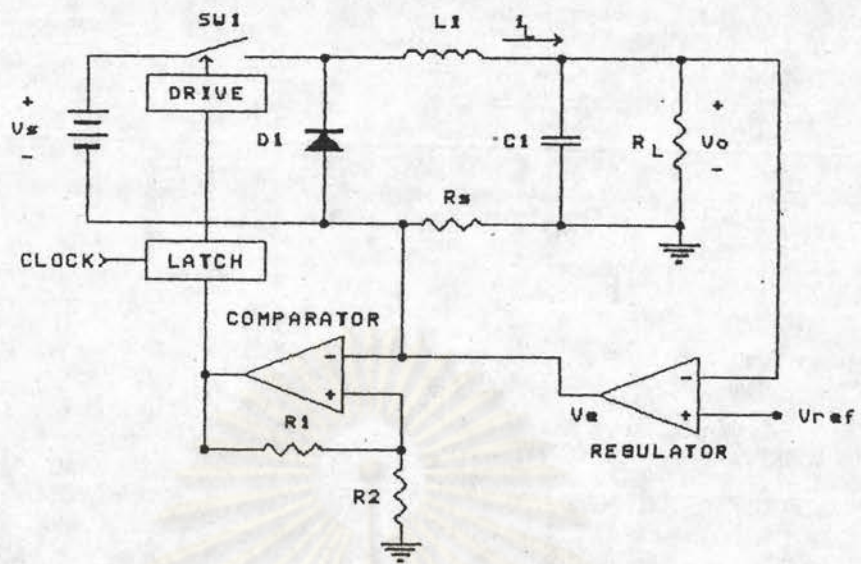 SW1
L1
iL
DRIVE
+
Vs
-
D1
C1
RL
+
Vo
-
Rs
CLOCK
LATCH
COMPARATOR
-
+
R1
R2
Ve
-
+
Vref
REGULATOR